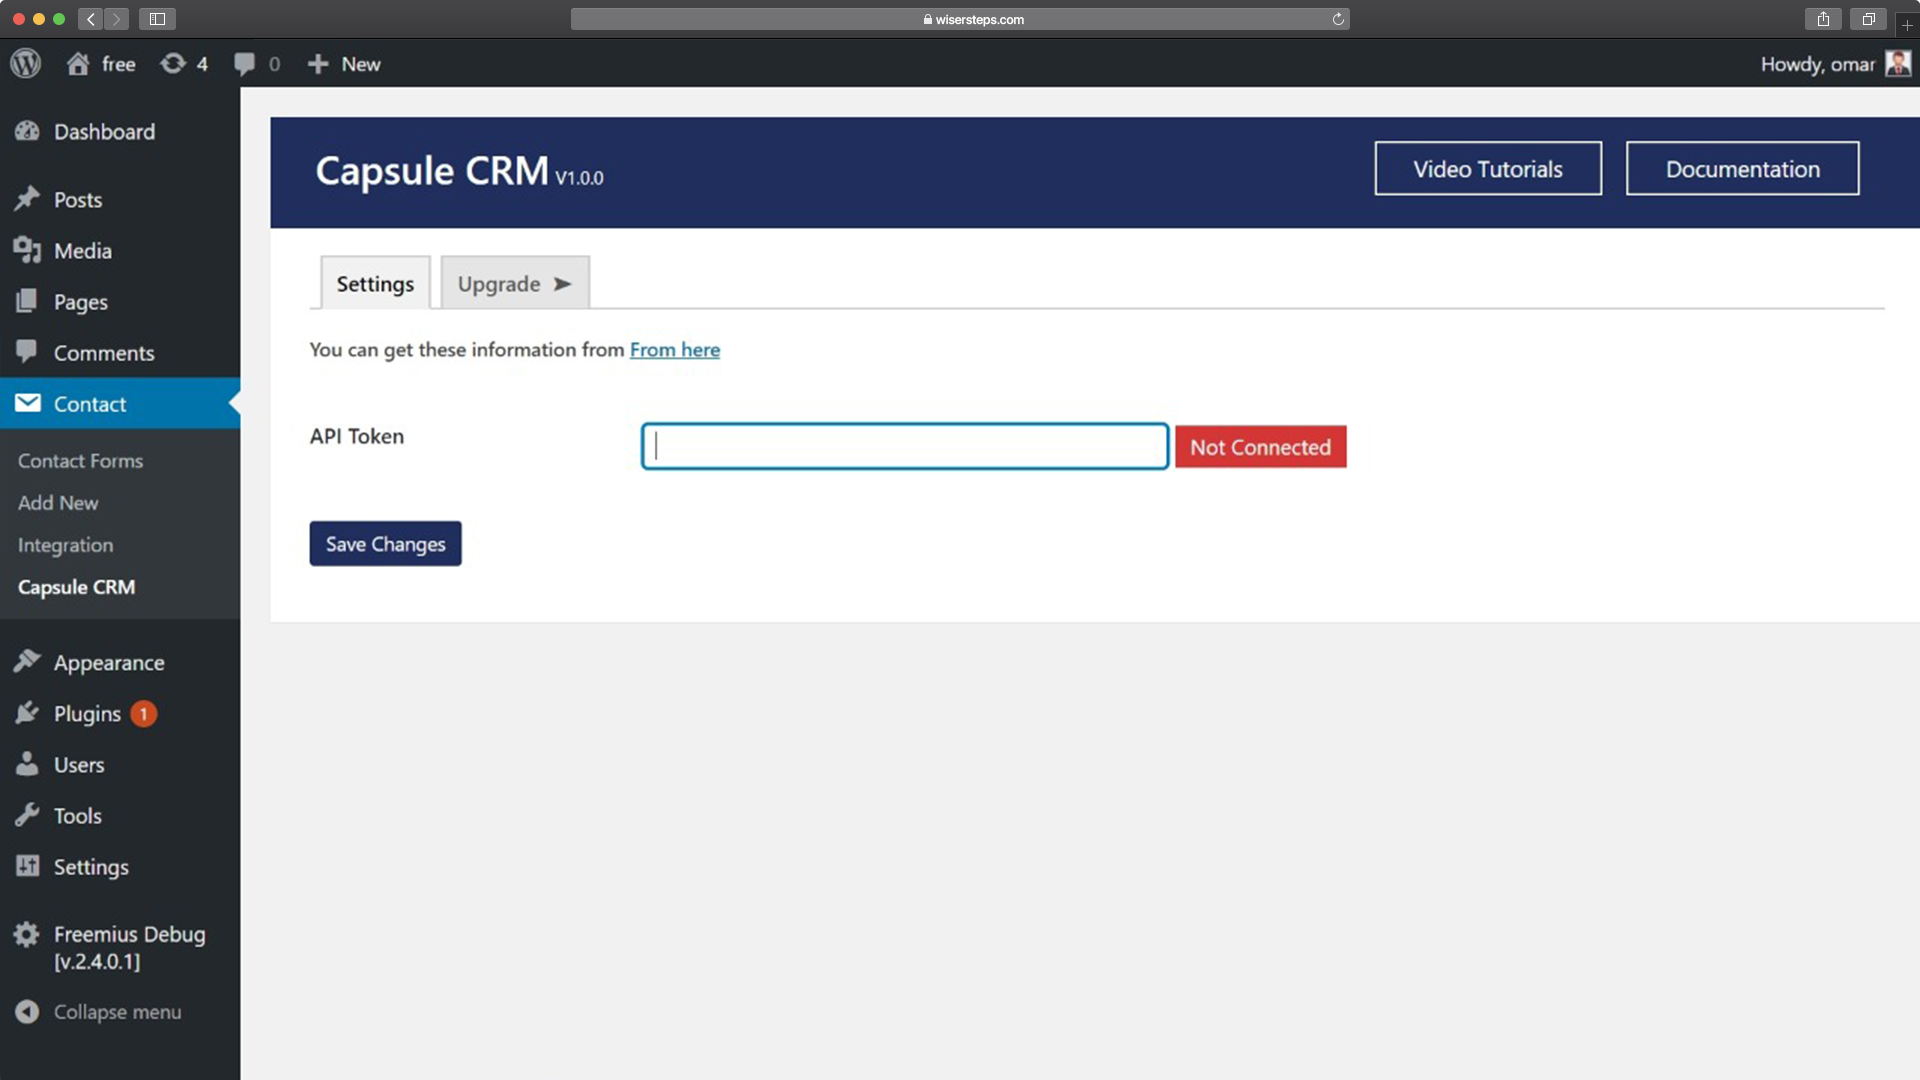 wisersteps.com
free
4
0
New
Howdy, omar
Dashboard
Posts
Media
Pages
Comments
Contact
Contact Forms
Add New
Integration
Capsule CRM
Appearance
Plugins 1
Users
Tools
Settings
Freemius Debug
[v.2.4.0.1]
Collapse menu
Capsule CRM V1.0.0
Video Tutorials
Documentation
Settings
Upgrade ➤
You can get these information from From here
API Token
Not Connected
Save Changes